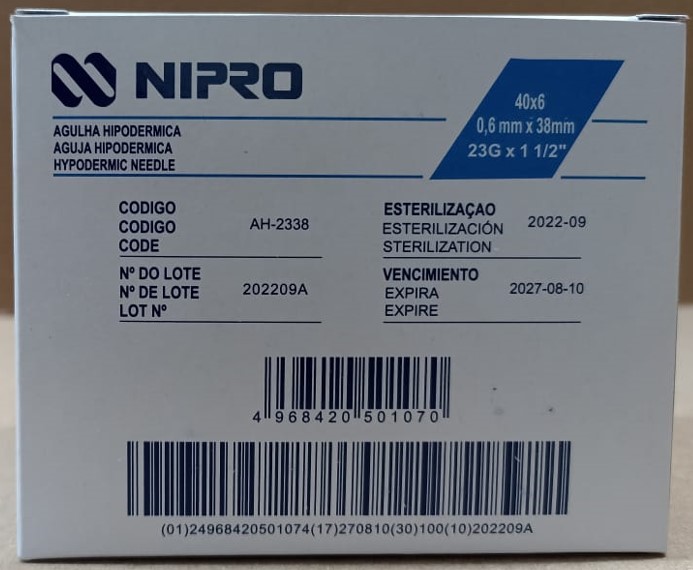 NIPRO
40x6
0,6 mm x 38mm
23G x 1 1/2"
AGULHA HIPODERMICA
AGUJA HIPODERMICA
HYPODERMIC NEEDLE
CODIGO
CODIGO
CODE
AH-2338
ESTERILIZAÇAO
ESTERILIZACIÓN
STERILIZATION
2022-09
Nº DO LOTE
Nº DE LOTE
LOT Nº
202209A
VENCIMIENTO
EXPIRA
EXPIRE
2027-08-10
4 968420 501070
(01)24968420501074(17)270810(30)100(10)202209A